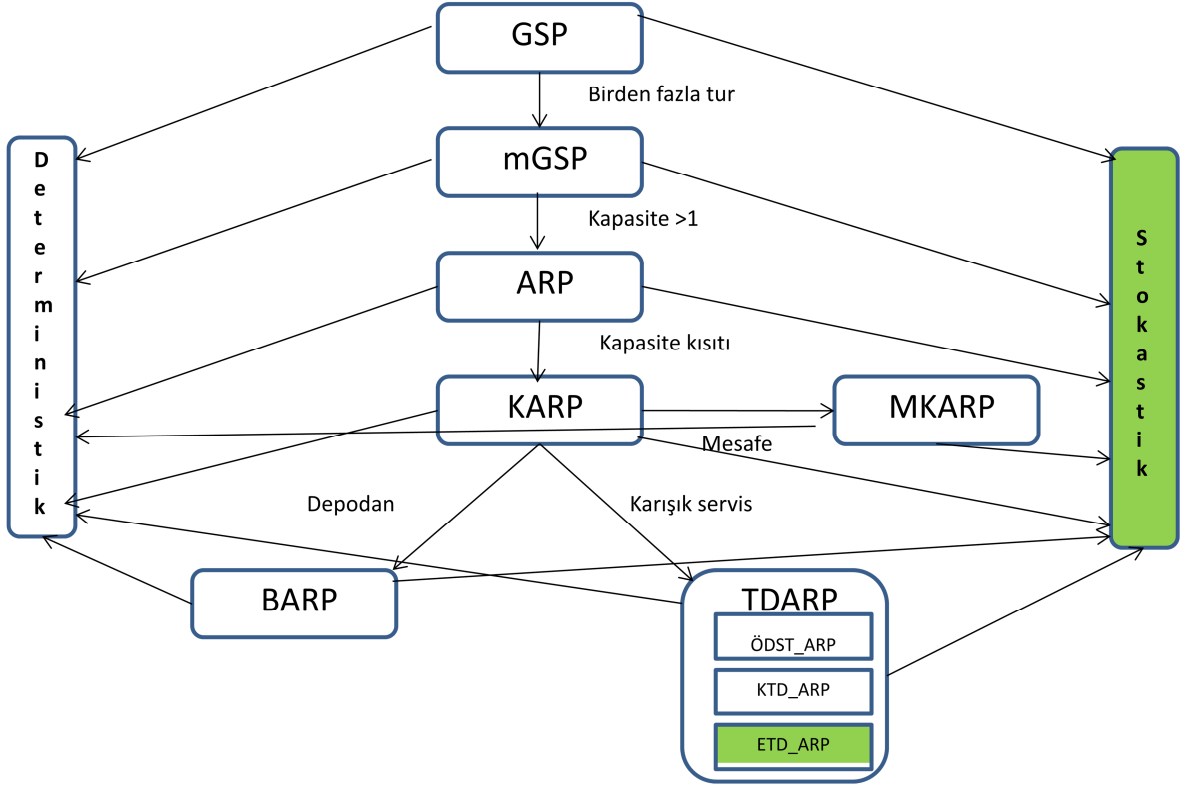 GSP
Birden fazla tur
mGSP
Kapasite >1
ARP
Kapasite kısıtı
KARP
MKARP
Mesafe
Depodan
Karışık servis
BARP
TDARP
ÖDST_ARP
KTD_ARP
ETD_ARP
Deterministik
Stokastik